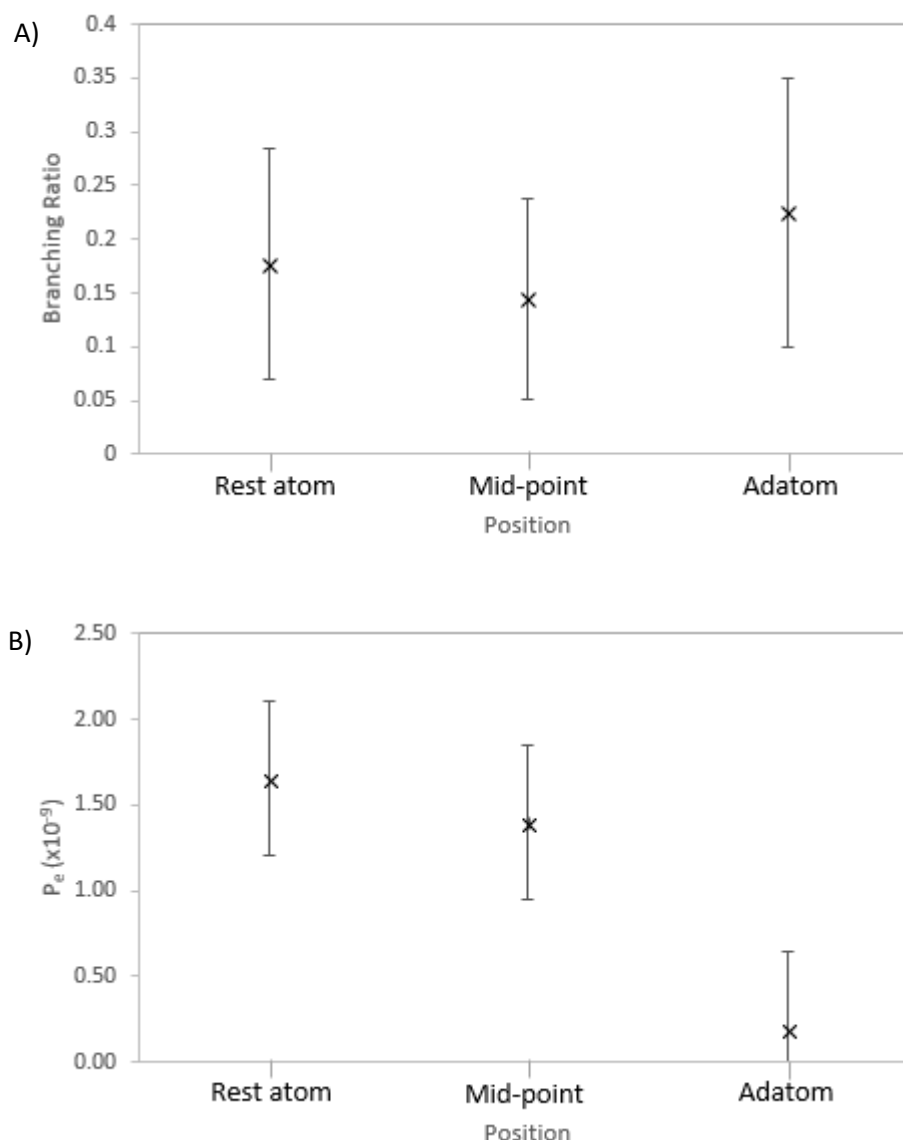 A)
0.4
0.35
0.3
0.25
0.2
0.15
0.1
0.05
0
Branching Ratio
Rest atom Mid-point Adatom
Position
B)
2.50
2.00
1.50
1.00
0.50
0.00
Pₑ (x10⁻⁹)
Rest atom Mid-point Adatom
Position